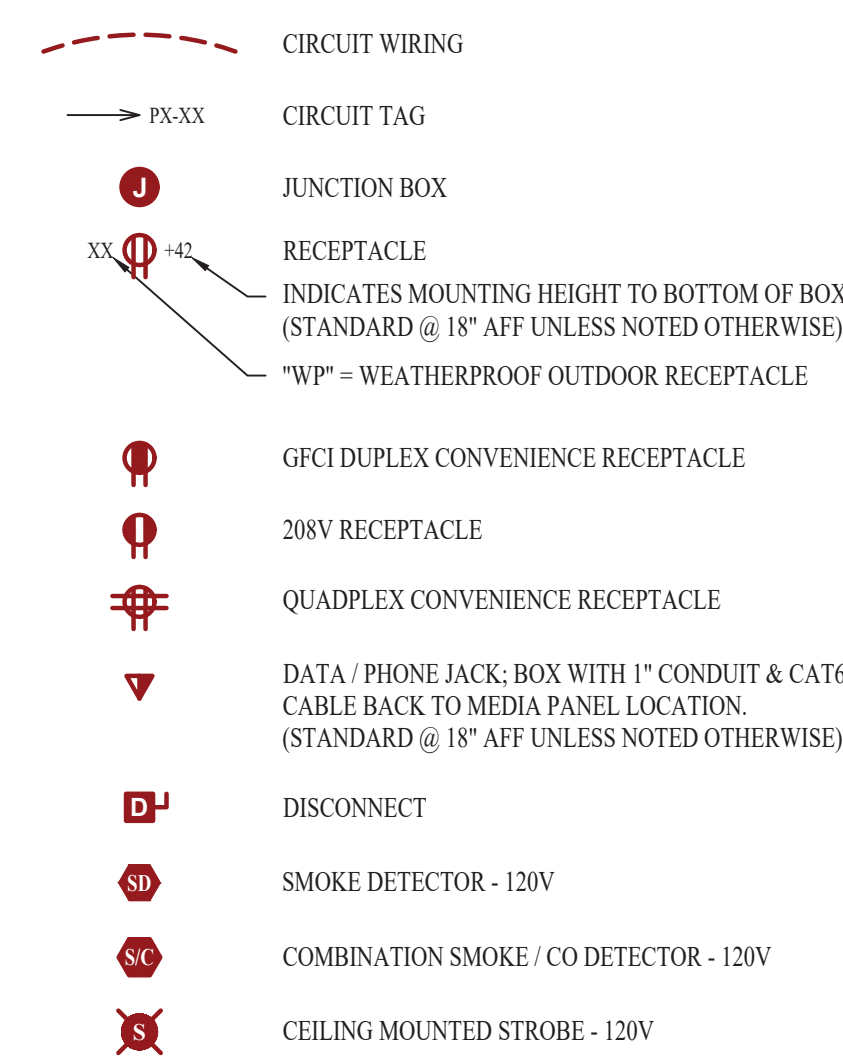 CIRCUIT WIRING
PX-XX CIRCUIT TAG
J JUNCTION BOX
XX +42 RECEPTACLE
INDICATES MOUNTING HEIGHT TO BOTTOM OF BOX
(STANDARD @ 18" AFF UNLESS NOTED OTHERWISE)
"WP" = WEATHERPROOF OUTDOOR RECEPTACLE
GFCI DUPLEX CONVENIENCE RECEPTACLE
208V RECEPTACLE
QUADPLEX CONVENIENCE RECEPTACLE
DATA / PHONE JACK; BOX WITH 1" CONDUIT & CAT6
CABLE BACK TO MEDIA PANEL LOCATION.
(STANDARD @ 18" AFF UNLESS NOTED OTHERWISE)
D DISCONNECT
SD SMOKE DETECTOR - 120V
S/C COMBINATION SMOKE / CO DETECTOR - 120V
S CEILING MOUNTED STROBE - 120V